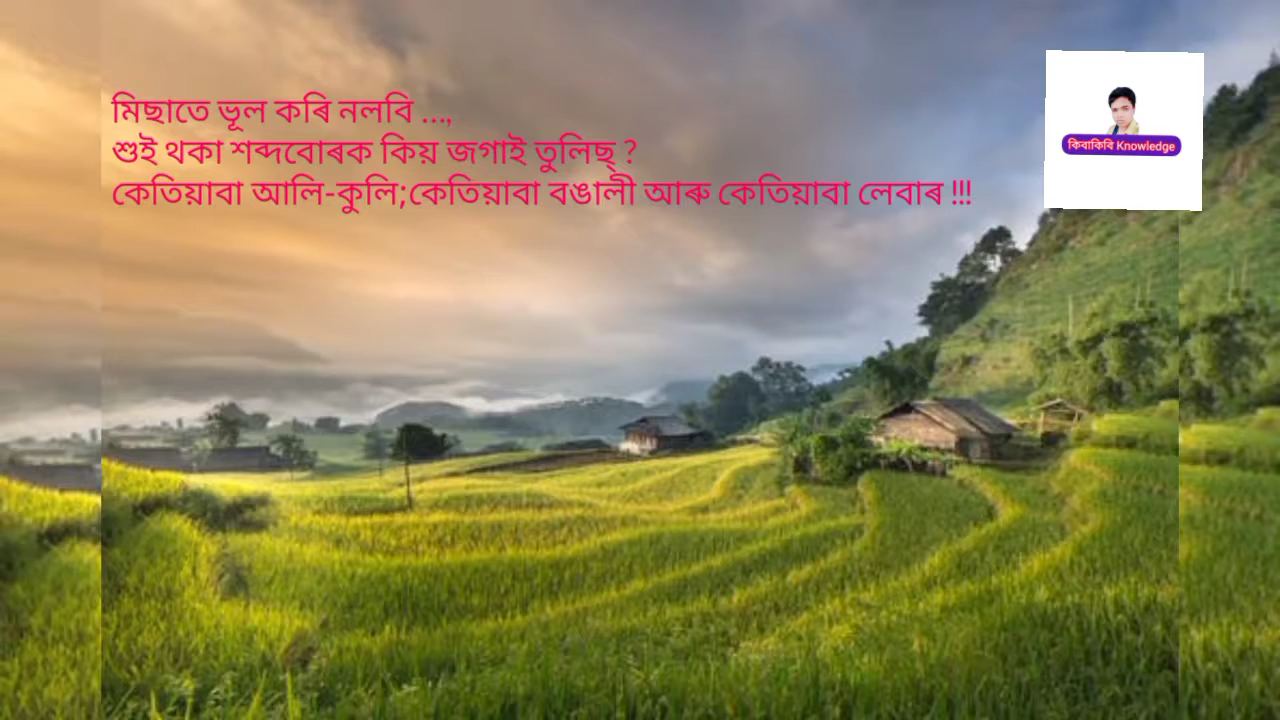 মিছাতে ভূল কৰি নলবি ...,
শুই থকা শব্দবোৰক কিয় জগাই তুলিছ্ ?
কেতিয়াবা আলি-কুলি;কেতিয়াবা বঙালী আৰু কেতিয়াবা লেবাৰ !!!
কিবাকিবি Knowledge